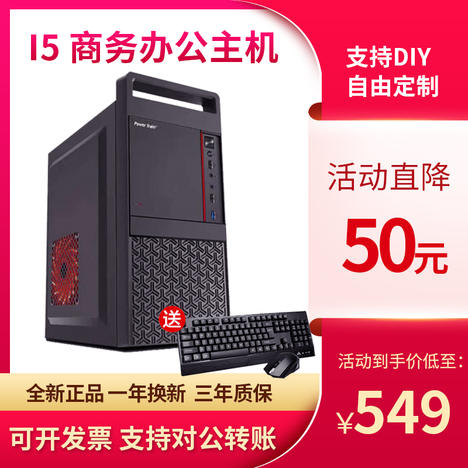 I5 商务办公主机
支持DIY
自由定制
Power Train
活动直降
50元
送
全新正品 一年换新 三年质保
可开发票 支持对公转账
活动到手价低至：
¥549